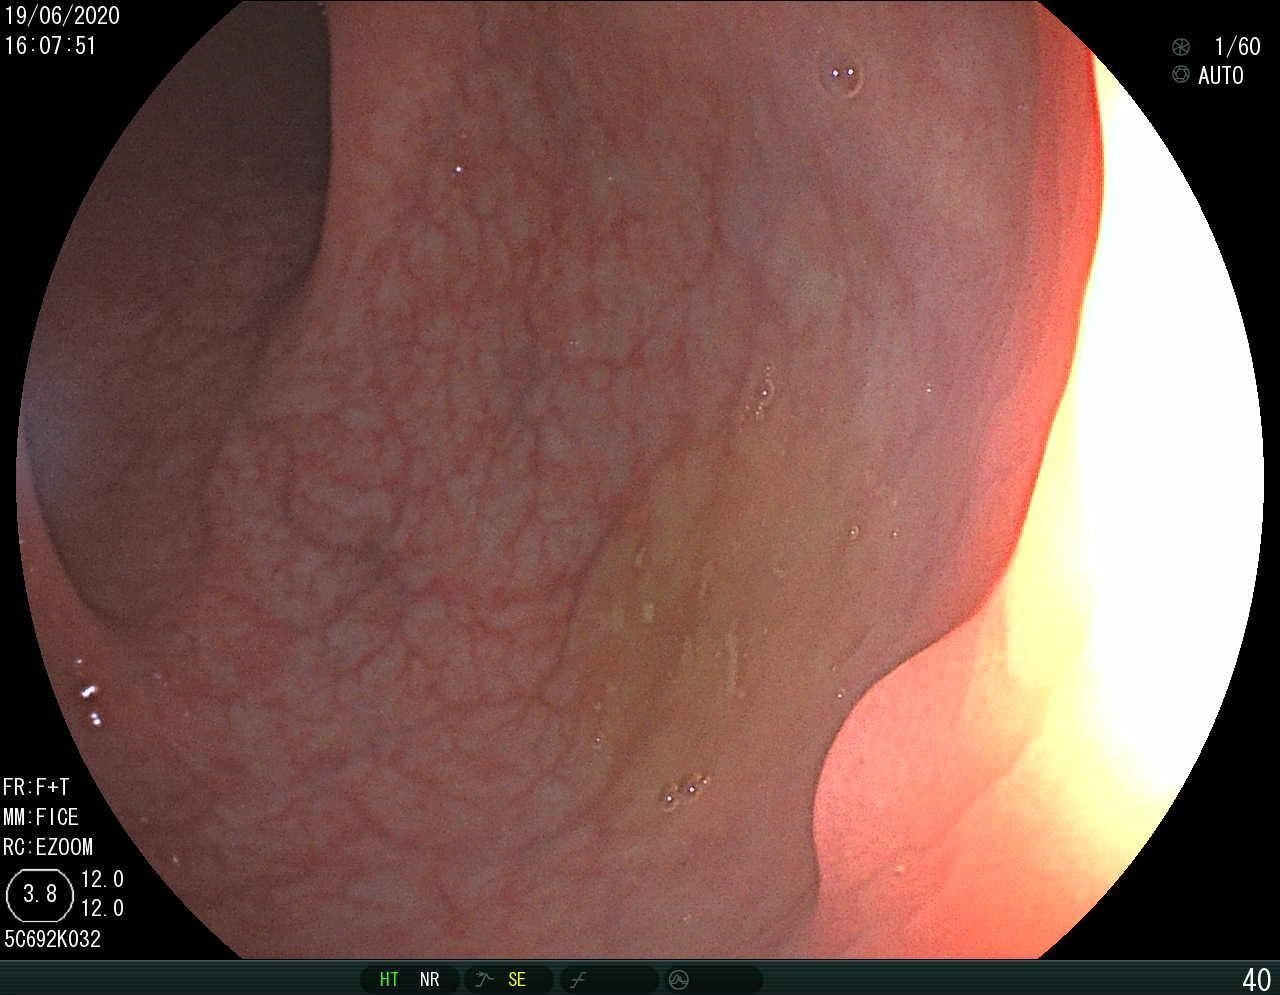 19/06/2020
16:07:51
1/60
AUTO
FR:F+T
MM:FICE
RC:EZOOM
3.8
12.0
12.0
5C692K032
HT NR SE
40